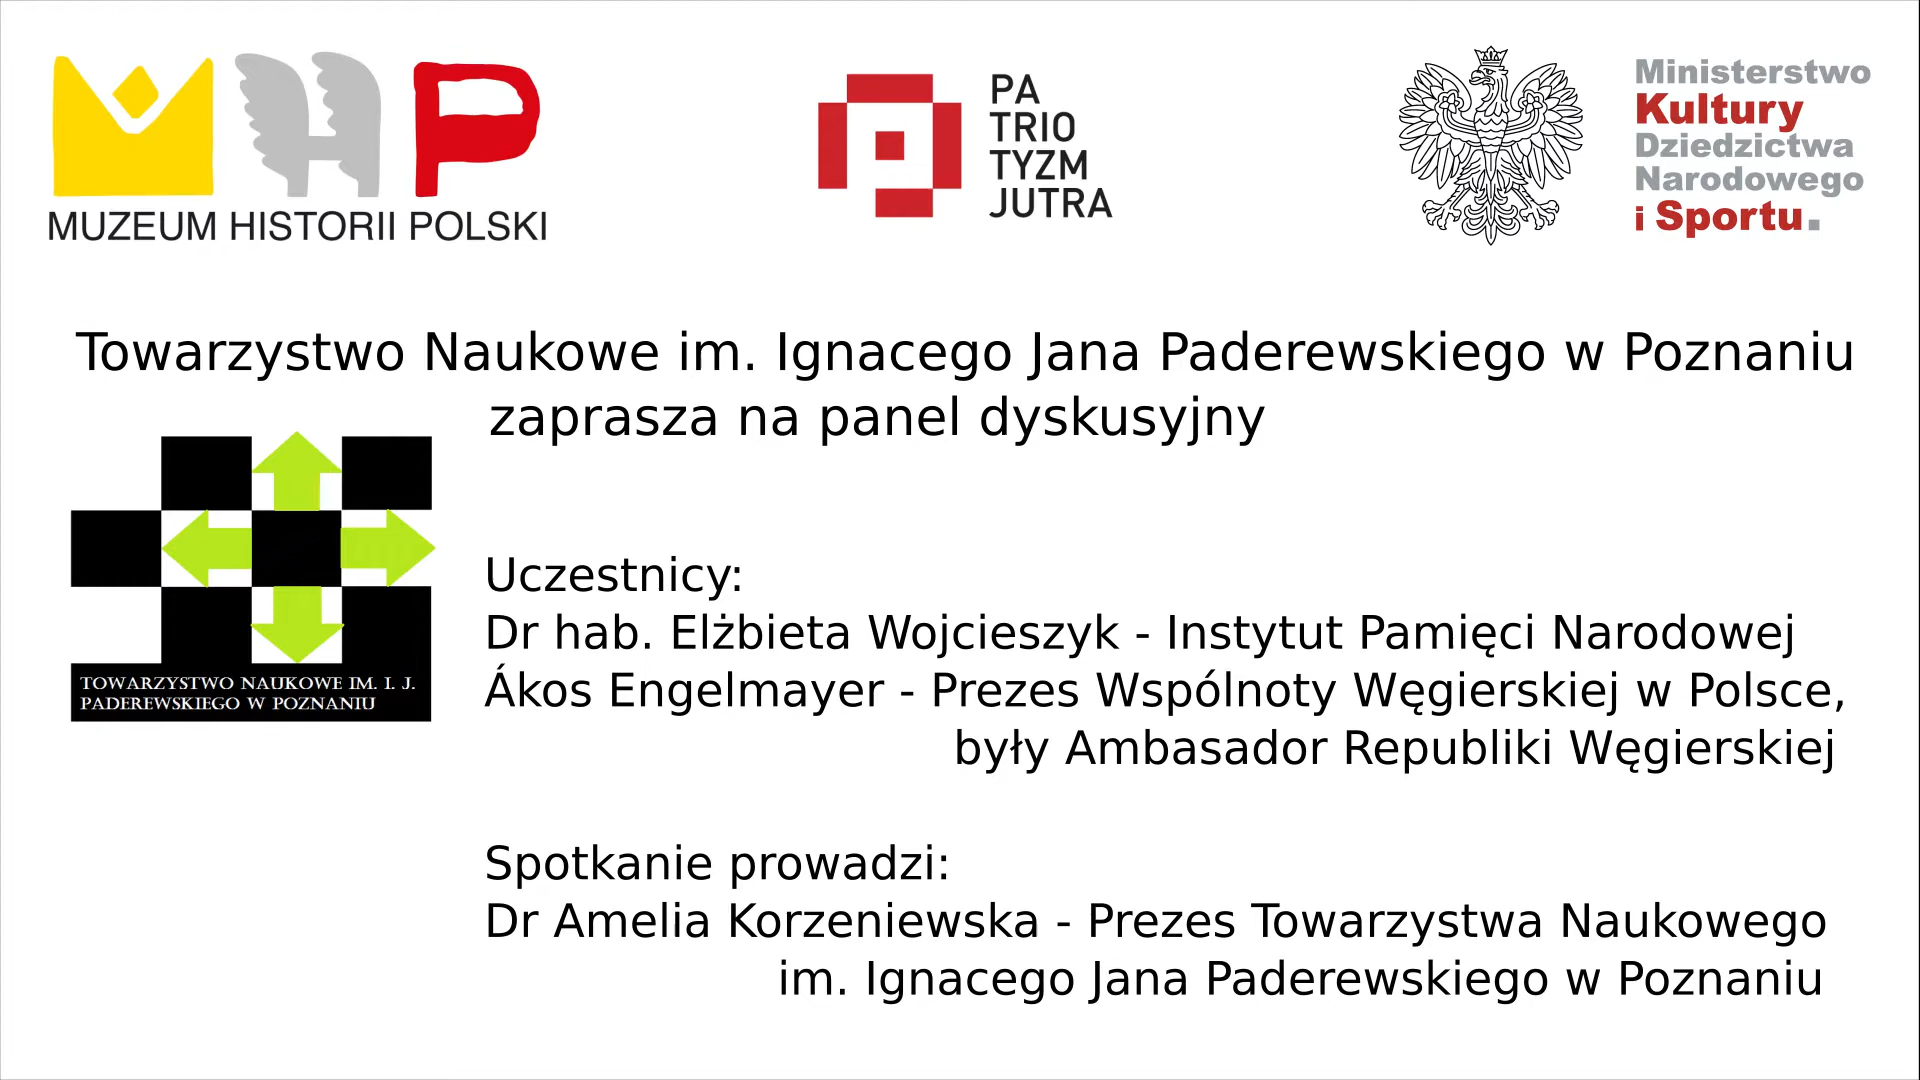 MHP
MUZEUM HISTORII POLSKI
PA
TRIO
TYZM
JUTRA
Ministerstwo
Kultury
Dziedzictwa
Narodowego
i Sportu.
Towarzystwo Naukowe im. Ignacego Jana Paderewskiego w Poznaniu
zaprasza na panel dyskusyjny
TOWARZYSTWO NAUKOWE IM. I. J.
PADEREWSKIEGO W POZNANIU
Uczestnicy:
Dr hab. Elżbieta Wojcieszyk - Instytut Pamięci Narodowej
Ákos Engelmayer - Prezes Wspólnoty Węgierskiej w Polsce,
były Ambasador Republiki Węgierskiej
Spotkanie prowadzi:
Dr Amelia Korzeniewska - Prezes Towarzystwa Naukowego
im. Ignacego Jana Paderewskiego w Poznaniu